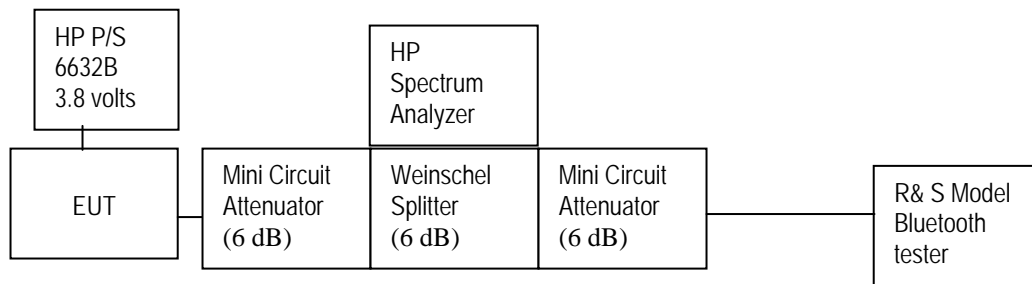 HP P/S
6632B
3.8 volts
HP
Spectrum
Analyzer
EUT
Mini Circuit
Attenuator
(6 dB)
Weinschel
Splitter
(6 dB)
Mini Circuit
Attenuator
(6 dB)
R& S Model
Bluetooth
tester